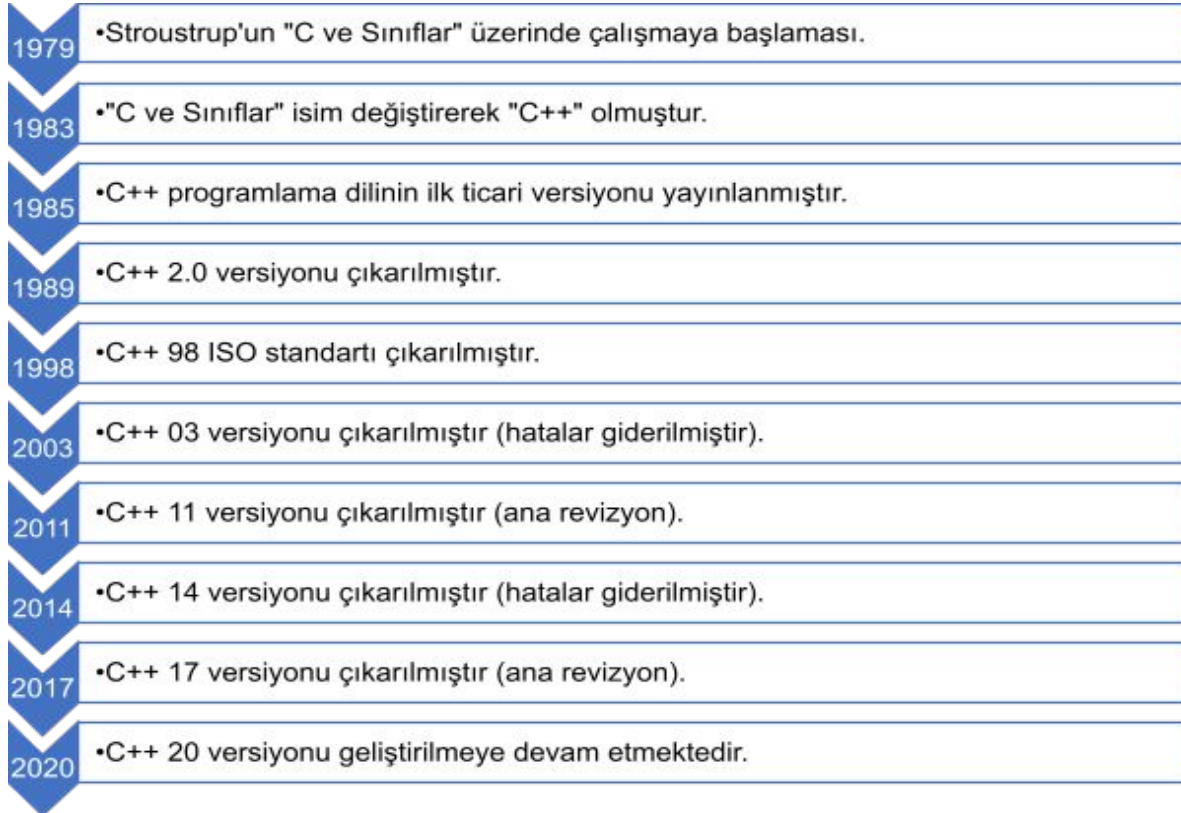 1979
•Stroustrup'un "C ve Sınıflar" üzerinde çalışmaya başlaması.
1983
•"C ve Sınıflar" isim değiştirerek "C++" olmuştur.
1985
•C++ programlama dilinin ilk ticari versiyonu yayınlanmıştır.
1989
•C++ 2.0 versiyonu çıkarılmıştır.
1998
•C++ 98 ISO standartı çıkarılmıştır.
2003
•C++ 03 versiyonu çıkarılmıştır (hatalar giderilmiştir).
2011
•C++ 11 versiyonu çıkarılmıştır (ana revizyon).
2014
•C++ 14 versiyonu çıkarılmıştır (hatalar giderilmiştir).
2017
•C++ 17 versiyonu çıkarılmıştır (ana revizyon).
2020
•C++ 20 versiyonu geliştirilmeye devam etmektedir.